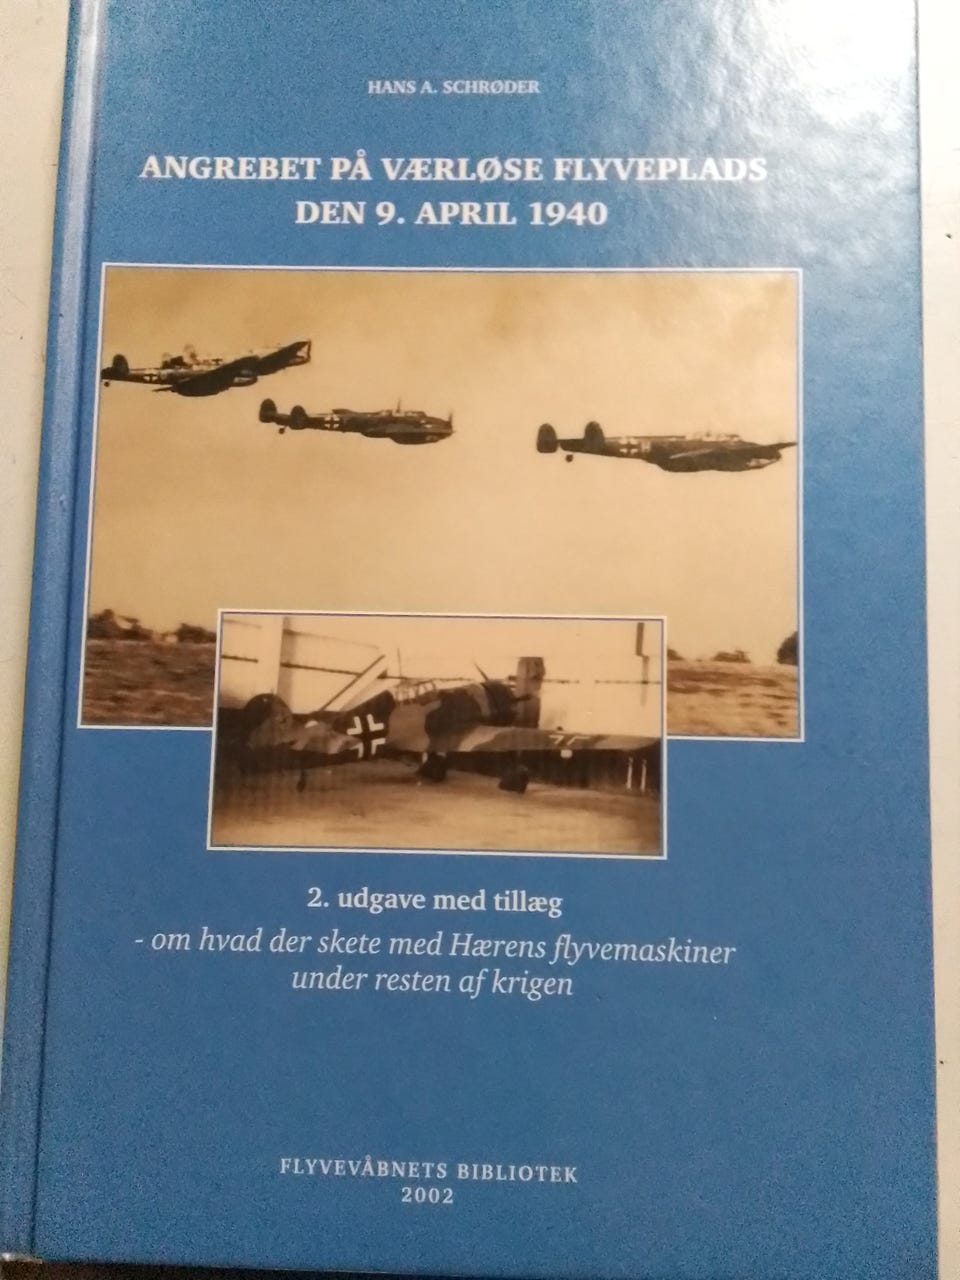 HANS A. SCHRØDER
ANGREBET PÅ VÆRLØSE FLYVEPLADS
DEN 9. APRIL 1940
2. udgave med tillæg
- om hvad der skete med Hærens flyvemaskiner
under resten af krigen
FLYVEVÅBNETS BIBLIOTEK
2002